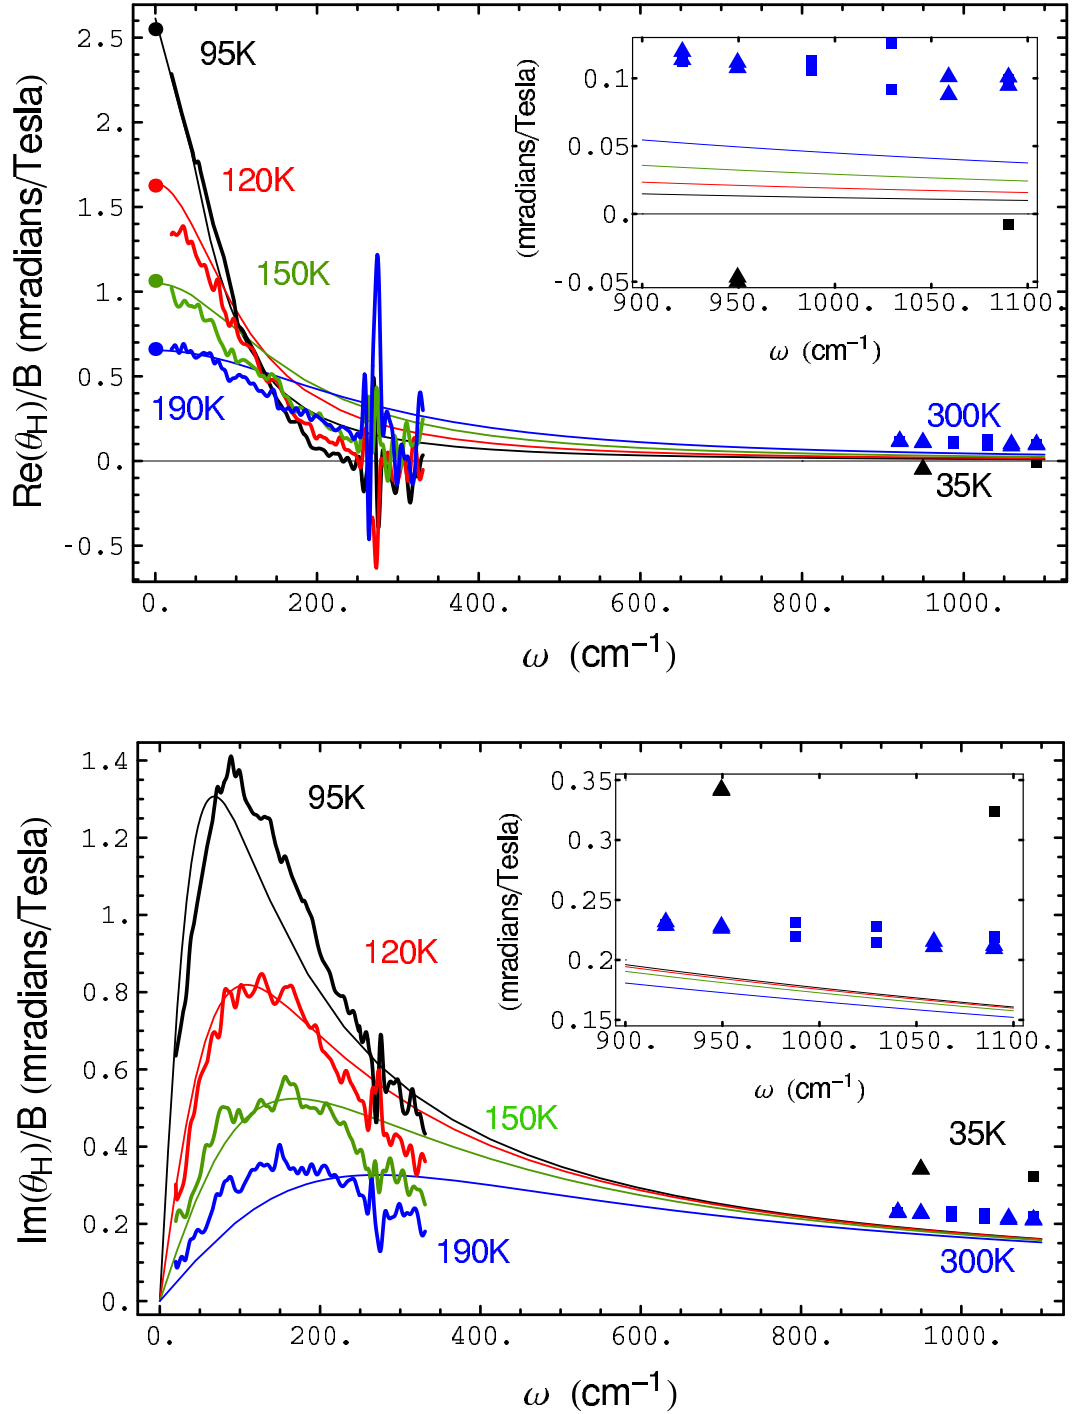 Re(θH)/B (mradians/Tesla)
2.5
2.
1.5
1.
0.5
0.
-0.5
0.
200.
400.
600.
800.
1000.
ω (cm−1)
95K
120K
150K
190K
300K
35K
(mradians/Tesla)
0.1
0.05
0.
-0.05
900.
950.
1000.
1050.
1100.
ω (cm−1)
Im(θH)/B (mradians/Tesla)
1.4
1.2
1.
0.8
0.6
0.4
0.2
0.
0.
200.
400.
600.
800.
1000.
ω (cm−1)
95K
120K
150K
190K
35K
300K
(mradians/Tesla)
0.35
0.3
0.25
0.2
0.15
900.
950.
1000.
1050.
1100.
ω (cm−1)